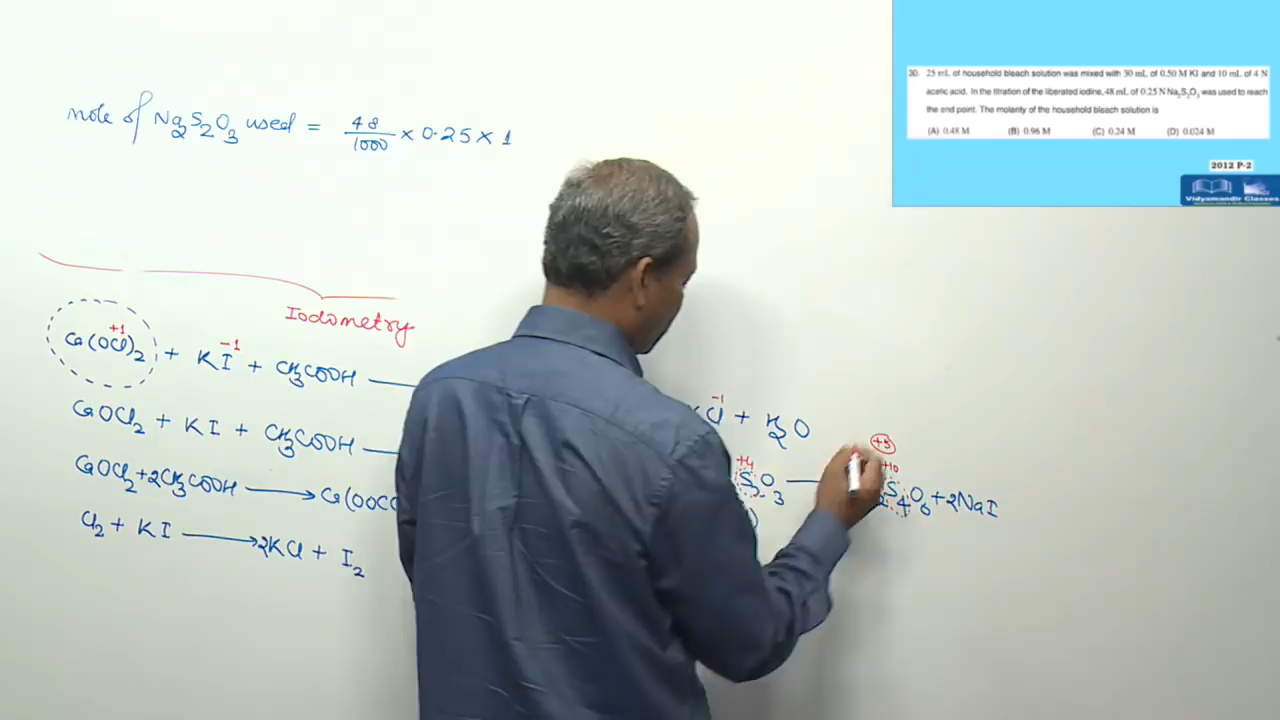 30. 25 mL of household bleach solution was mixed with 30 mL of 0.50 M KI and 10 mL of 4 N
acetic acid. In the titration of the liberated iodine, 48 mL of 0.25 N Na2S2O3 was used to reach
the end point. The molarity of the household bleach solution is
(A) 0.48 M (B) 0.96 M (C) 0.24 M (D) 0.024 M
2012 P-2
Vidyamandir Classes
mole of Na2S2O3 used = 48/1000 × 0.25 × 1
Iodometry
+1 -1
Ca(OCl)2 + KI + CH3COOH
-1
Cl + H2O
CaOCl2 + KI + CH3COOH
+4 +5
+10
S2O3 S4O6 + 2NaI
CaOCl2 + 2CH3COOH → Ca(OOCC
Cl2 + KI → 2KCl + I2